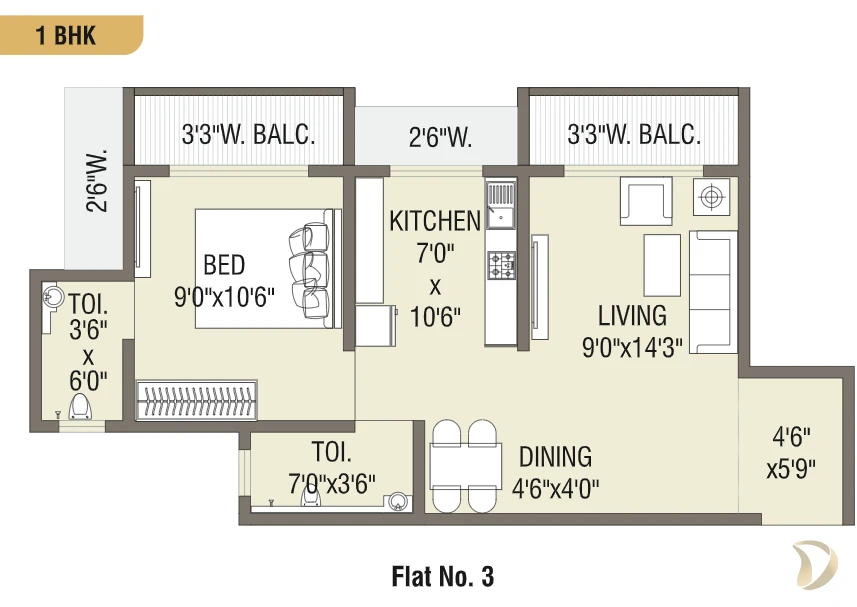 1 BHK
3'3"W. BALC.
2'6"W.
3'3"W. BALC.
2'6"W.
BED
9'0"x10'6"
KITCHEN
7'0"
x
10'6"
LIVING
9'0"x14'3"
TOI.
3'6"
x
6'0"
TOI.
7'0"x3'6"
DINING
4'6"x4'0"
4'6"
x5'9"
Flat No. 3